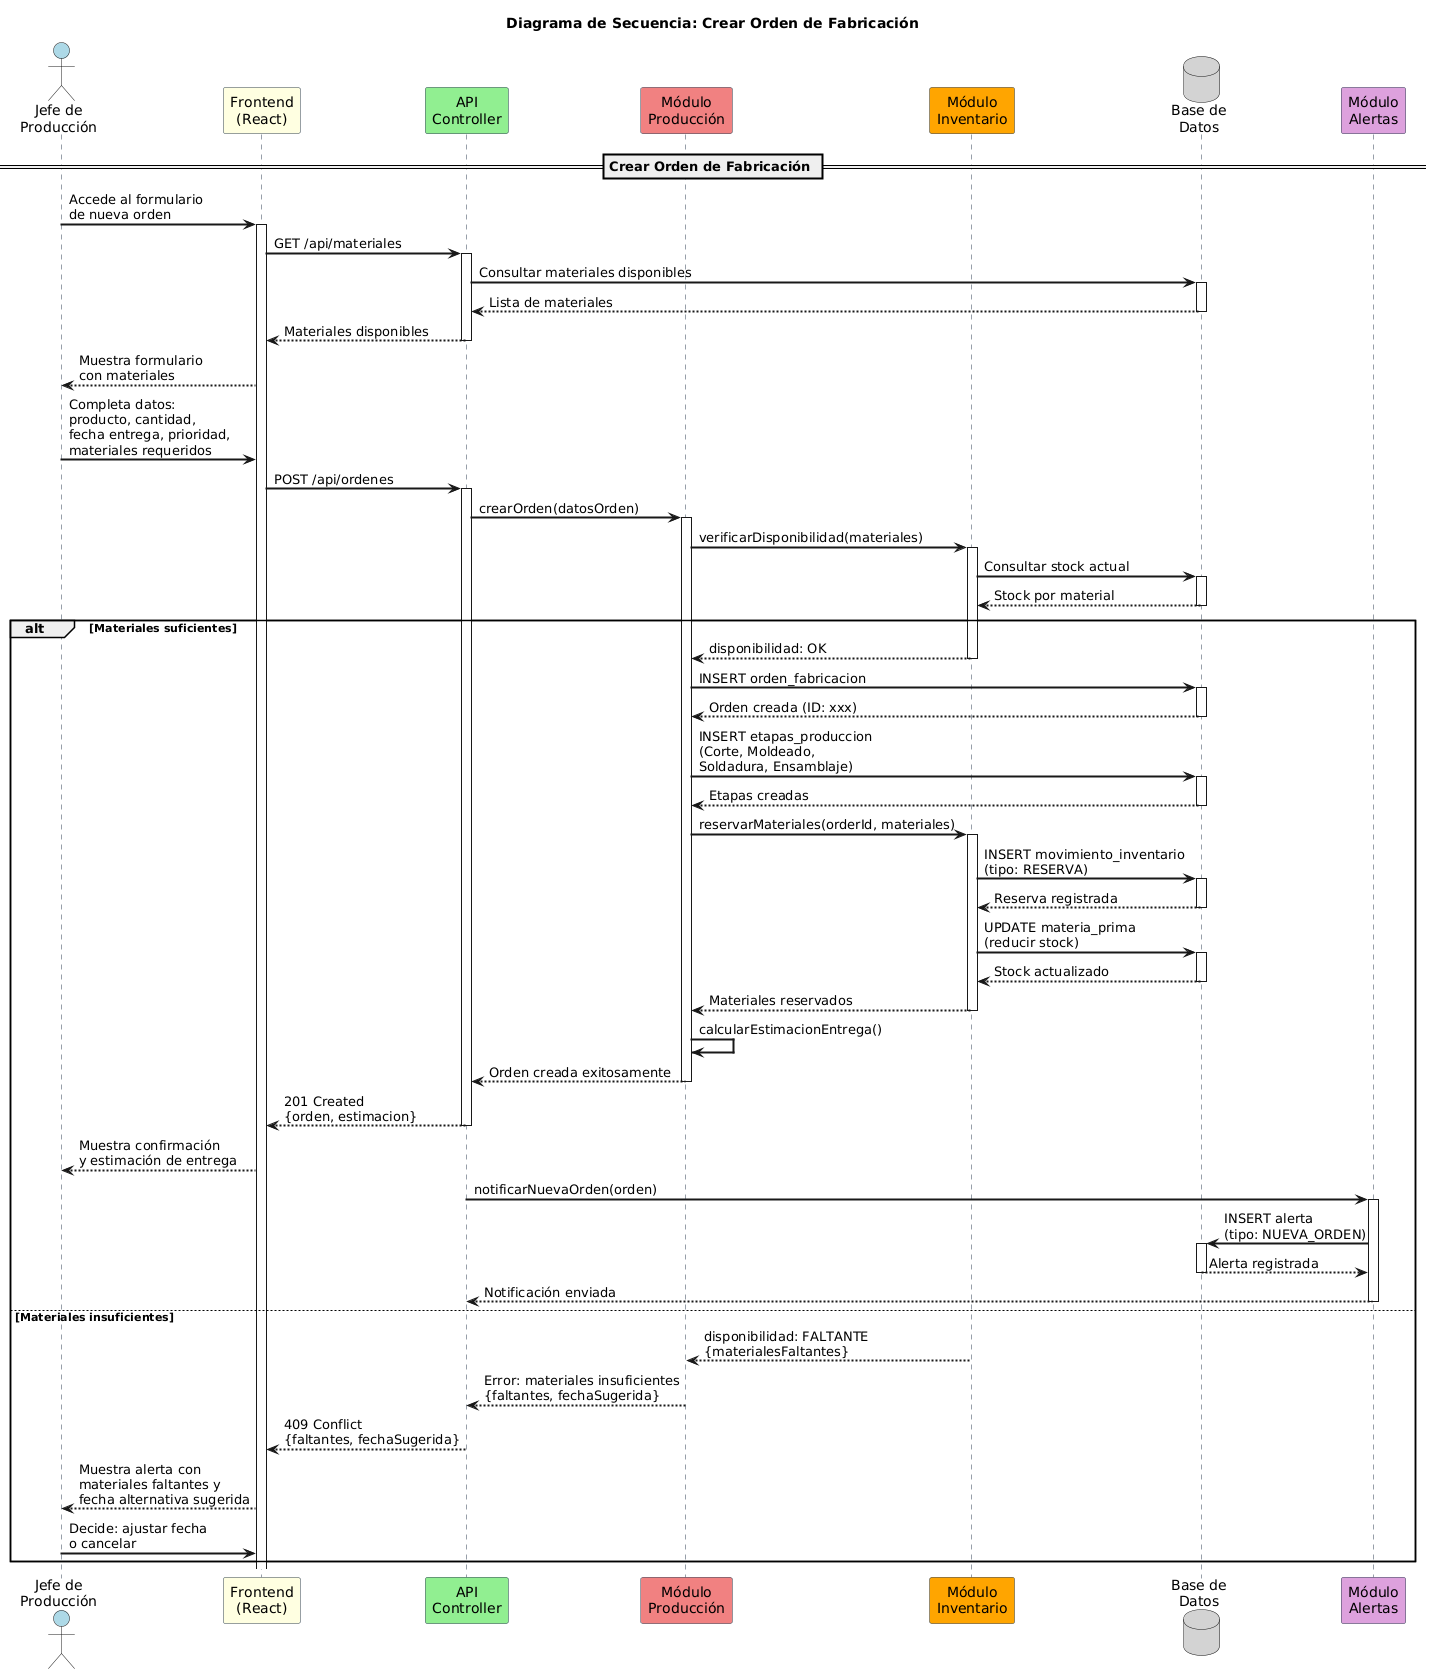 Diagrama de Secuencia: Crear Orden de Fabricación
Jefe de
Producción
Frontend
(React)
API
Controller
Módulo
Producción
Módulo
Inventario
Base de
Datos
Módulo
Alertas
Crear Orden de Fabricación
Accede al formulario
de nueva orden
GET /api/materiales
Consultar materiales disponibles
Lista de materiales
Materiales disponibles
Muestra formulario
con materiales
Completa datos:
producto, cantidad,
fecha entrega, prioridad,
materiales requeridos
POST /api/ordenes
crearOrden(datosOrden)
verificarDisponibilidad(materiales)
Consultar stock actual
Stock por material
alt
[Materiales suficientes]
disponibilidad: OK
INSERT orden_fabricacion
Orden creada (ID: xxx)
INSERT etapas_produccion
(Corte, Moldeado,
Soldadura, Ensamblaje)
Etapas creadas
reservarMateriales(orderId, materiales)
INSERT movimiento_inventario
(tipo: RESERVA)
Reserva registrada
UPDATE materia_prima
(reducir stock)
Stock actualizado
Materiales reservados
calcularEstimacionEntrega()
Orden creada exitosamente
201 Created
{orden, estimacion}
Muestra confirmación
y estimación de entrega
notificarNuevaOrden(orden)
INSERT alerta
(tipo: NUEVA_ORDEN)
Alerta registrada
Notificación enviada
[Materiales insuficientes]
disponibilidad: FALTANTE
{materialesFaltantes}
Error: materiales insuficientes
{faltantes, fechaSugerida}
409 Conflict
{faltantes, fechaSugerida}
Muestra alerta con
materiales faltantes y
fecha alternativa sugerida
Decide: ajustar fecha
o cancelar
Jefe de
Producción
Frontend
(React)
API
Controller
Módulo
Producción
Módulo
Inventario
Base de
Datos
Módulo
Alertas